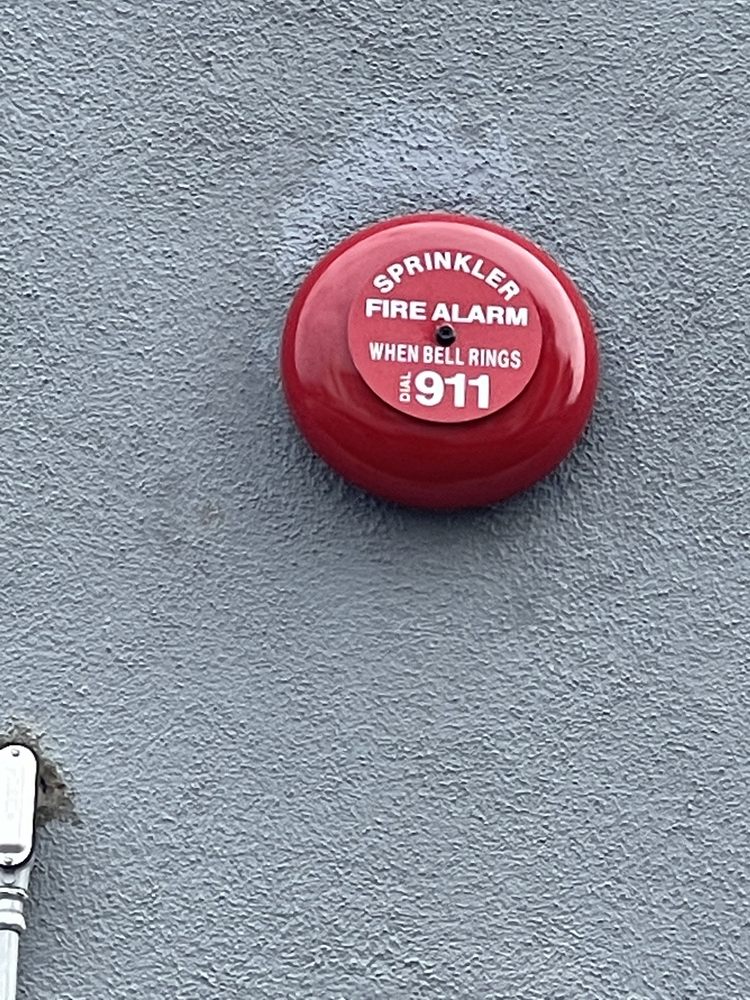 SPRINKLER
FIRE ALARM
WHEN BELL RINGS
DIAL 911